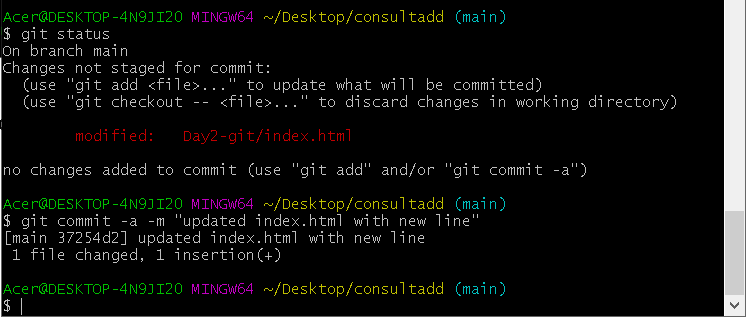 Acer@DESKTOP-4N9JI20 MINGW64 ~/Desktop/consultadd (main)
$ git status
On branch main
Changes not staged for commit:
  (use "git add <file>..." to update what will be committed)
  (use "git checkout -- <file>..." to discard changes in working directory)
        modified:   Day2-git/index.html
no changes added to commit (use "git add" and/or "git commit -a")
Acer@DESKTOP-4N9JI20 MINGW64 ~/Desktop/consultadd (main)
$ git commit -a -m "updated index.html with new line"
[main 37254d2] updated index.html with new line
 1 file changed, 1 insertion(+)
Acer@DESKTOP-4N9JI20 MINGW64 ~/Desktop/consultadd (main)
$